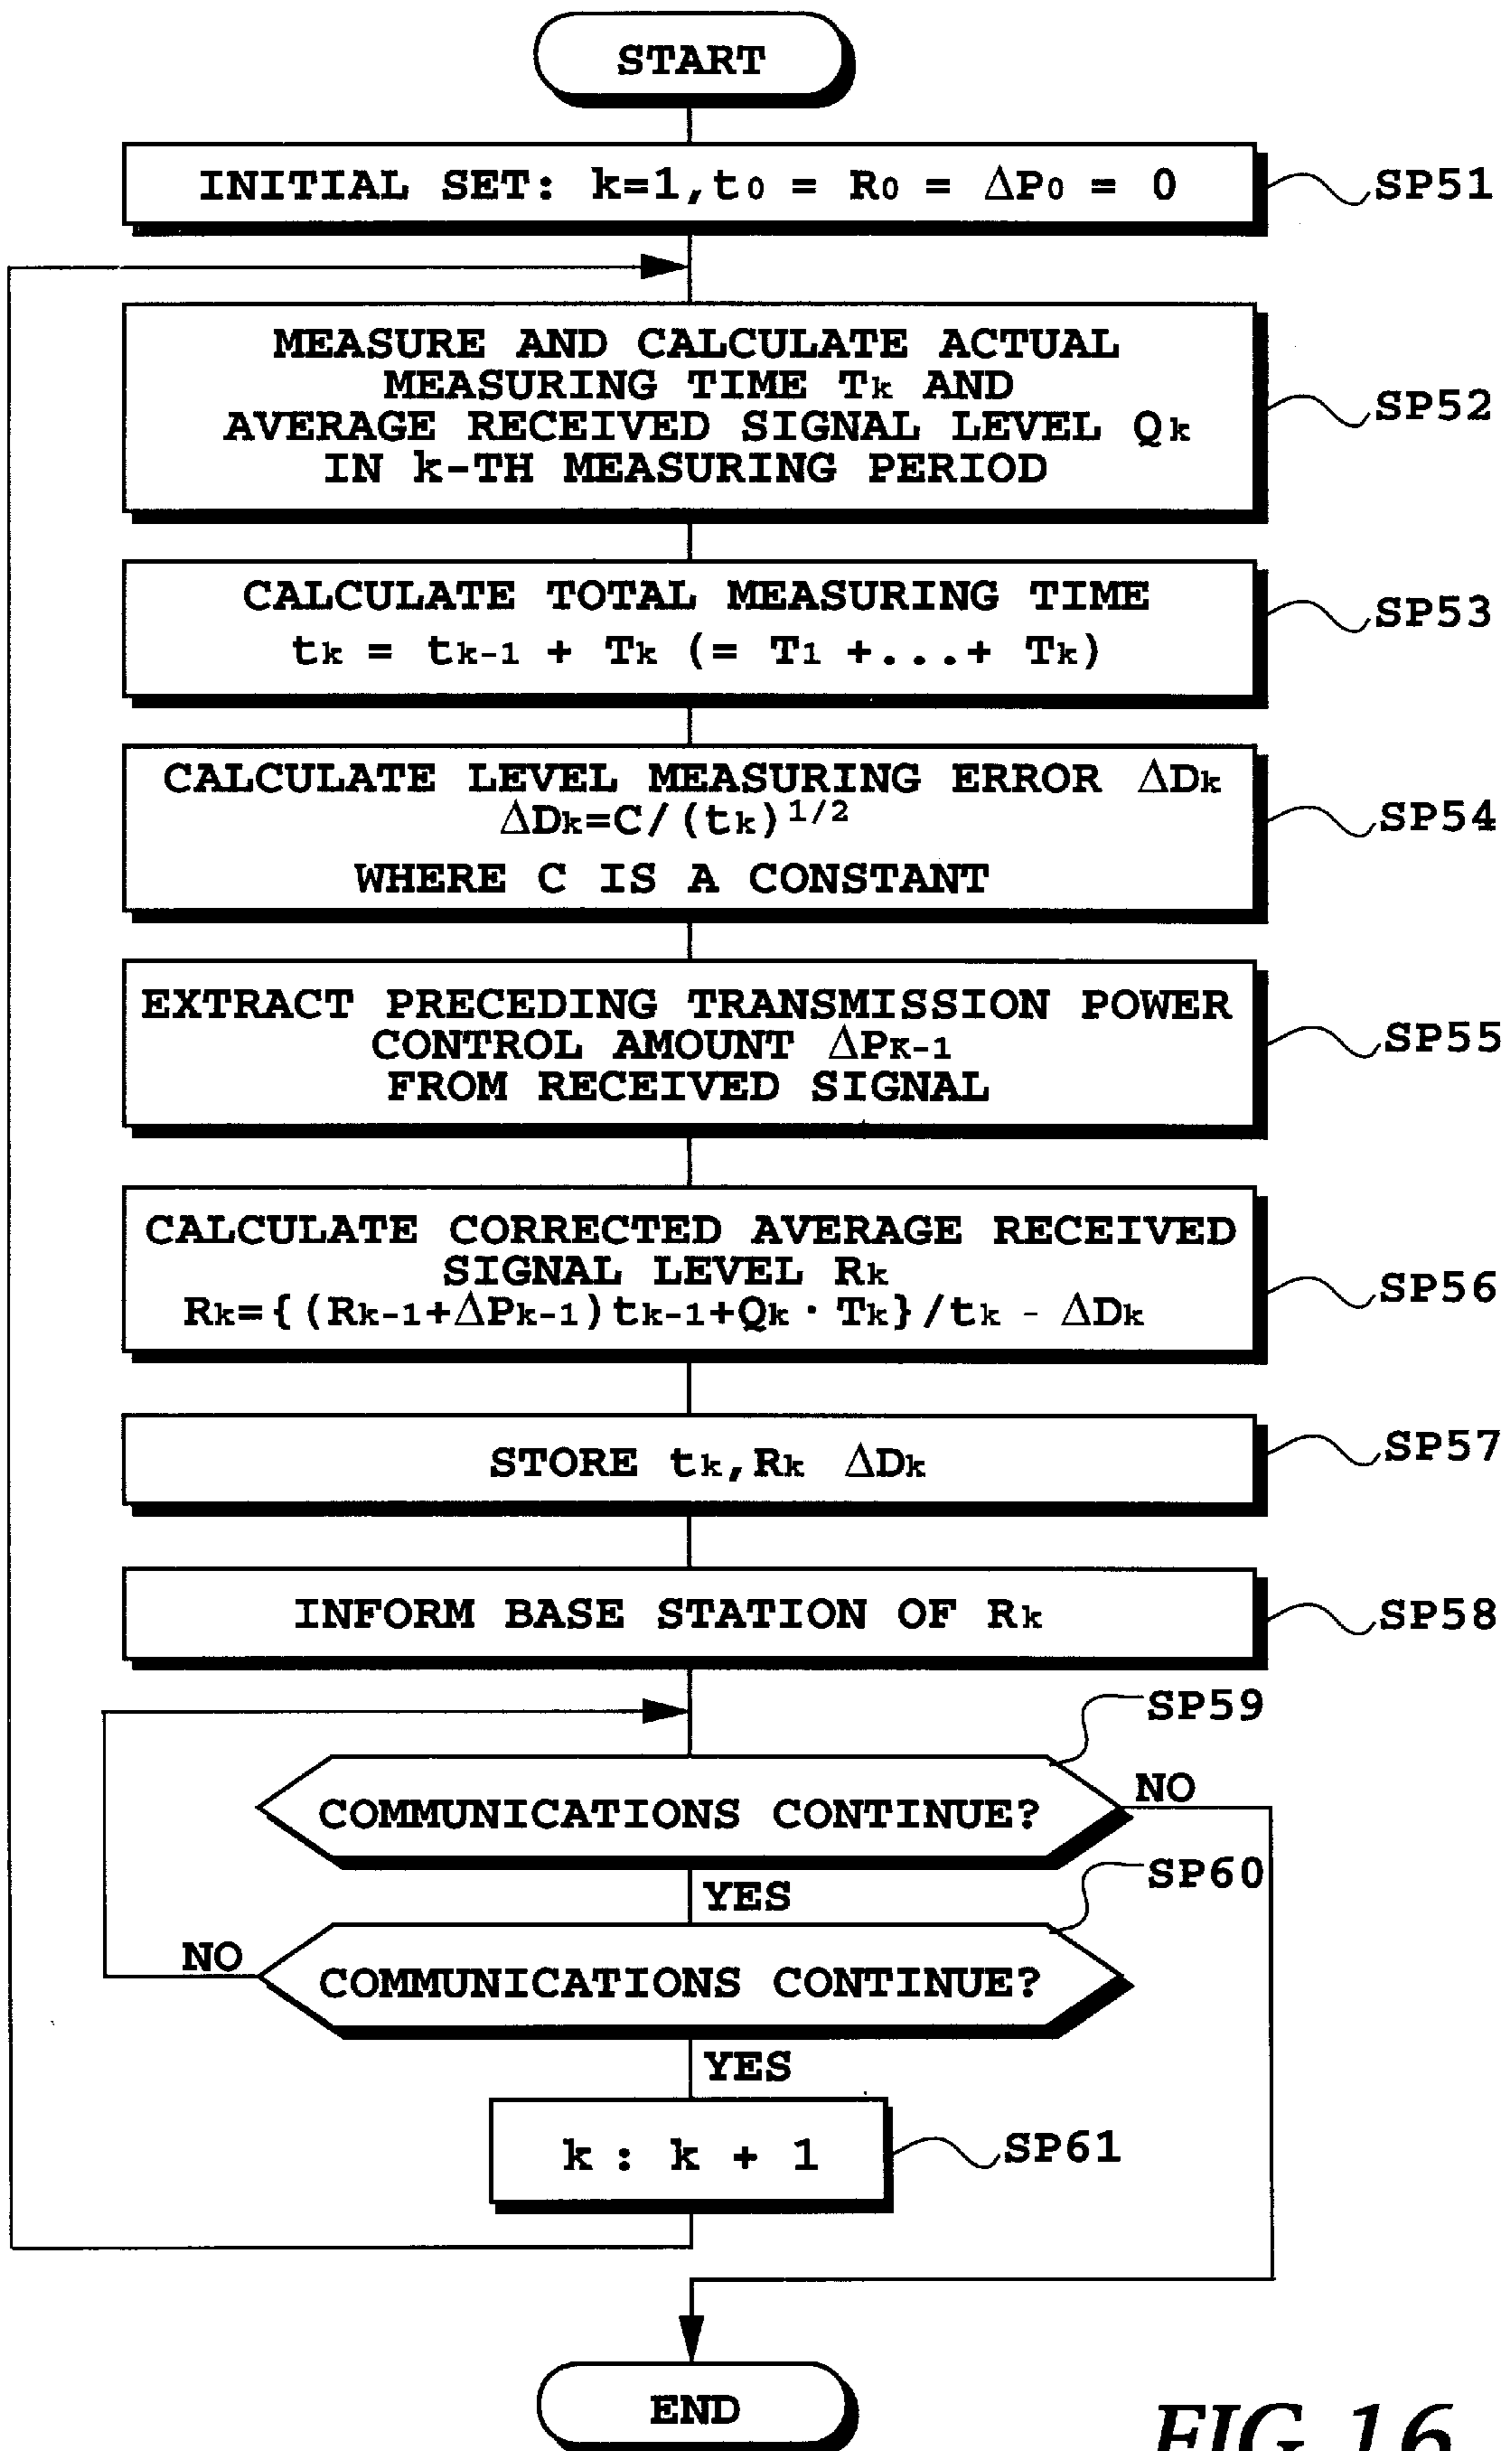 START
INITIAL SET: k=1, t₀ = R₀ = ΔP₀ = 0
SP51
MEASURE AND CALCULATE ACTUAL
MEASURING TIME Tₖ AND
AVERAGE RECEIVED SIGNAL LEVEL Qₖ
IN k-TH MEASURING PERIOD
SP52
CALCULATE TOTAL MEASURING TIME
tₖ = tₖ₋₁ + Tₖ (= T₁ +...+ Tₖ)
SP53
CALCULATE LEVEL MEASURING ERROR ΔDₖ
ΔDₖ=C/(tₖ)^1/2
WHERE C IS A CONSTANT
SP54
EXTRACT PRECEDING TRANSMISSION POWER
CONTROL AMOUNT ΔP_K-1
FROM RECEIVED SIGNAL
SP55
CALCULATE CORRECTED AVERAGE RECEIVED
SIGNAL LEVEL Rₖ
Rₖ={(Rₖ₋₁+ΔPₖ₋₁)tₖ₋₁+Qₖ·Tₖ}/tₖ - ΔDₖ
SP56
STORE tₖ,Rₖ ΔDₖ
SP57
INFORM BASE STATION OF Rₖ
SP58
SP59
COMMUNICATIONS CONTINUE?
NO
YES
SP60
COMMUNICATIONS CONTINUE?
NO
YES
k : k + 1
SP61
END
FIG. 16